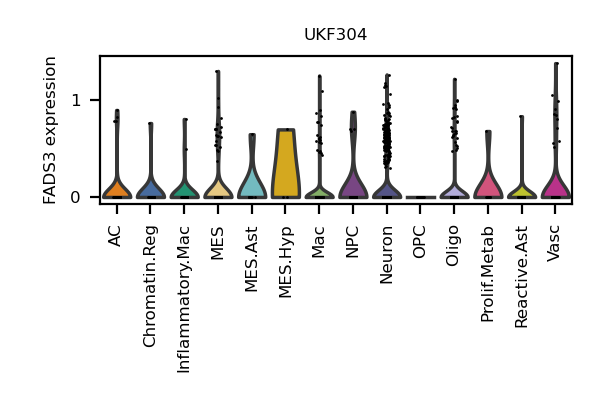 UKF304
FADS3 expression
1
0
AC
Chromatin.Reg
Inflammatory.Mac
MES
MES.Ast
MES.Hyp
Mac
NPC
Neuron
OPC
Oligo
Prolif.Metab
Reactive.Ast
Vasc